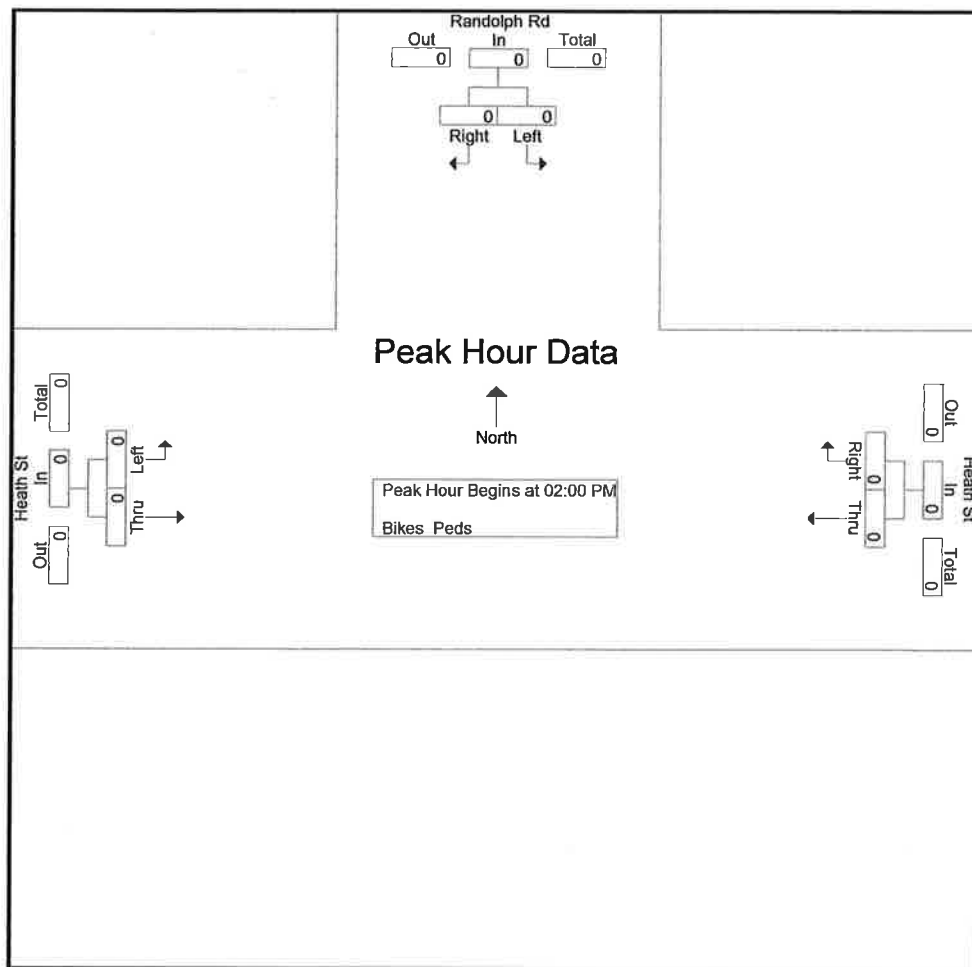 Randolph Rd
Out In Total
0 0 0
0 0
Right Left
Peak Hour Data
North
Peak Hour Begins at 02:00 PM
Bikes Peds
Heath St
Total In Out
0 0 0
0 0
Left Thru
Heath St
Out In Total
0 0 0
0 0
Right Thru